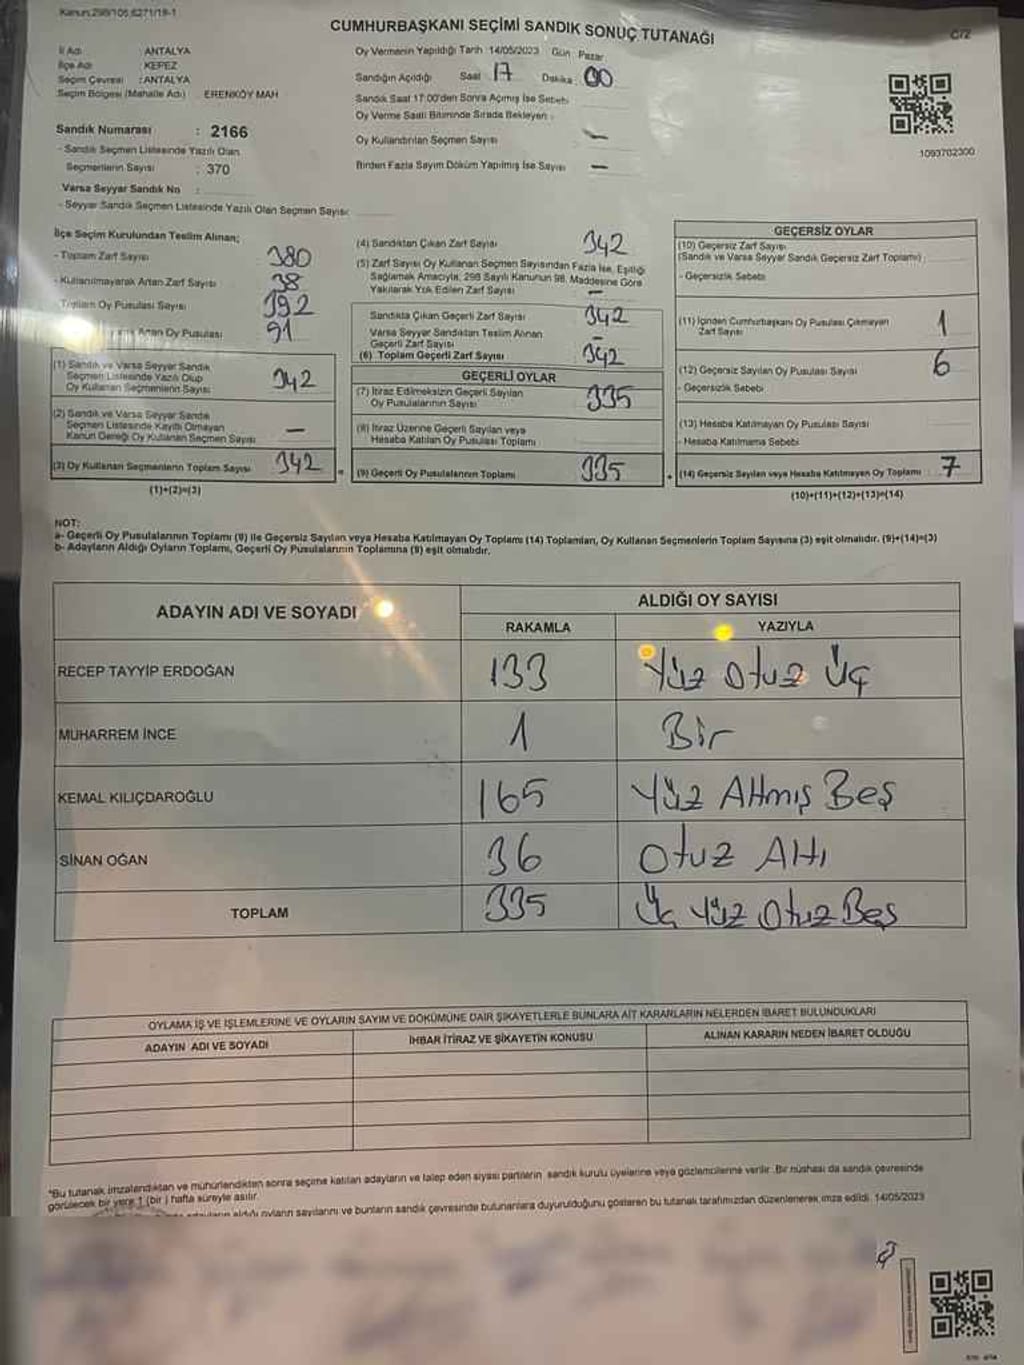 Kanun:298/105,6271/19-1
CUMHURBAŞKANI SEÇİMİ SANDIK SONUÇ TUTANAĞI
C/2
İl Adı : ANTALYA
İlçe Adı : KEPEZ
Seçim Çevresi : ANTALYA
Seçim Bölgesi (Mahalle Adı) : ERENKÖY MAH
Oy Vermenin Yapıldığı Tarih :14/05/2023 Gün : Pazar
Sandığın Açıldığı Saat : 17 Dakika : 00
Sandık Saat 17:00'den Sonra Açmış İse Sebebi
Oy Verme Saati Bitiminde Sırada Bekleyen :
Oy Kullandırılan Seçmen Sayısı —
Birden Fazla Sayım Döküm Yapılmış İse Sayısı —
1093702300
Sandık Numarası : 2166
- Sandık Seçmen Listesinde Yazılı Olan
Seçmenlerin Sayısı : 370
Varsa Seyyar Sandık No :
- Seyyar Sandık Seçmen Listesinde Yazılı Olan Seçmen Sayısı:
İlçe Seçim Kurulundan Teslim Alınan;
- Toplam Zarf Sayısı 380
- Kullanılmayarak Artan Zarf Sayısı 38
- Toplam Oy Pusulası Sayısı 392
Artan Oy Pusulası 91
(1) Sandık ve Varsa Seyyar Sandık
Seçmen Listesinde Yazılı Olup
Oy Kullanan Seçmenlerin Sayısı 342
(2) Sandık ve Varsa Seyyar Sandık
Seçmen Listesinde Kayıtlı Olmayan
Kanun Gereği Oy Kullanan Seçmen Sayısı —
(3) Oy Kullanan Seçmenlerin Toplam Sayısı 342
(1)+(2)=(3)
(4) Sandıktan Çıkan Zarf Sayısı 342
(5) Zarf Sayısı Oy Kullanan Seçmen Sayısından Fazla İse, Eşitliği
Sağlamak Amacıyla, 298 Sayılı Kanunun 98. Maddesine Göre
Yakılarak Yok Edilen Zarf Sayısı —
Sandıkta Çıkan Geçerli Zarf Sayısı 342
Varsa Seyyar Sandıktan Teslim Alınan
Geçerli Zarf Sayısı —
(6) Toplam Geçerli Zarf Sayısı 342
GEÇERLİ OYLAR
(7) İtiraz Edilmeksizin Geçerli Sayılan
Oy Pusulalarının Sayısı 335
(8) İtiraz Üzerine Geçerli Sayılan veya
Hesaba Katılan Oy Pusulası Toplamı
(9) Geçerli Oy Pusulalarının Toplamı 335
GEÇERSİZ OYLAR
(10) Geçersiz Zarf Sayısı
(Sandık ve Varsa Seyyar Sandık Geçersiz Zarf Toplamı)
- Geçersizlik Sebebi
(11) İçinden Cumhurbaşkanı Oy Pusulası Çıkmayan
Zarf Sayısı 1
(12) Geçersiz Sayılan Oy Pusulası Sayısı 6
- Geçersizlik Sebebi
(13) Hesaba Katılmayan Oy Pusulası Sayısı
- Hesaba Katılmama Sebebi
(14) Geçersiz Sayılan veya Hesaba Katılmayan Oy Toplamı 7
(10)+(11)+(12)+(13)=(14)
NOT:
a- Geçerli Oy Pusulalarının Toplamı (9) ile Geçersiz Sayılan veya Hesaba Katılmayan Oy Toplamı (14) Toplamları, Oy Kullanan Seçmenlerin Toplam Sayısına (3) eşit olmalıdır. (9)+(14)=(3)
b- Adayların Aldığı Oyların Toplamı, Geçerli Oy Pusulalarının Toplamına (9) eşit olmalıdır.
ADAYIN ADI VE SOYADI ALDIĞI OY SAYISI
RAKAMLA YAZIYLA
RECEP TAYYİP ERDOĞAN 133 Yüz Otuz Üç
MUHARREM İNCE 1 Bir
KEMAL KILIÇDAROĞLU 165 Yüz Altmış Beş
SİNAN OĞAN 36 Otuz Altı
TOPLAM 335 Üç Yüz Otuz Beş
OYLAMA İŞ VE İŞLEMLERİNE VE OYLARIN SAYIM VE DÖKÜMÜNE DAİR ŞİKAYETLERLE BUNLARA AİT KARARLARIN NELERDEN İBARET BULUNDUKLARI
ADAYIN ADI VE SOYADI İHBAR İTİRAZ VE ŞİKAYETİN KONUSU ALINAN KARARIN NEDEN İBARET OLDUĞU
*Bu tutanak imzalandıktan ve mühürlendikten sonra seçime katılan adayların ve talep eden siyasi partilerin sandık kurulu üyelerine veya gözlemcilerine verilir. Bir nüshası da sandık çevresinde
görülecek bir yere 1 (bir) hafta süreyle asılır.
adayların aldığı oyların sayılarını ve bunların sandık çevresinde bulunanlara duyurulduğunu gösteren bu tutanak tarafımızdan düzenlenerek imza edildi. 14/05/2023